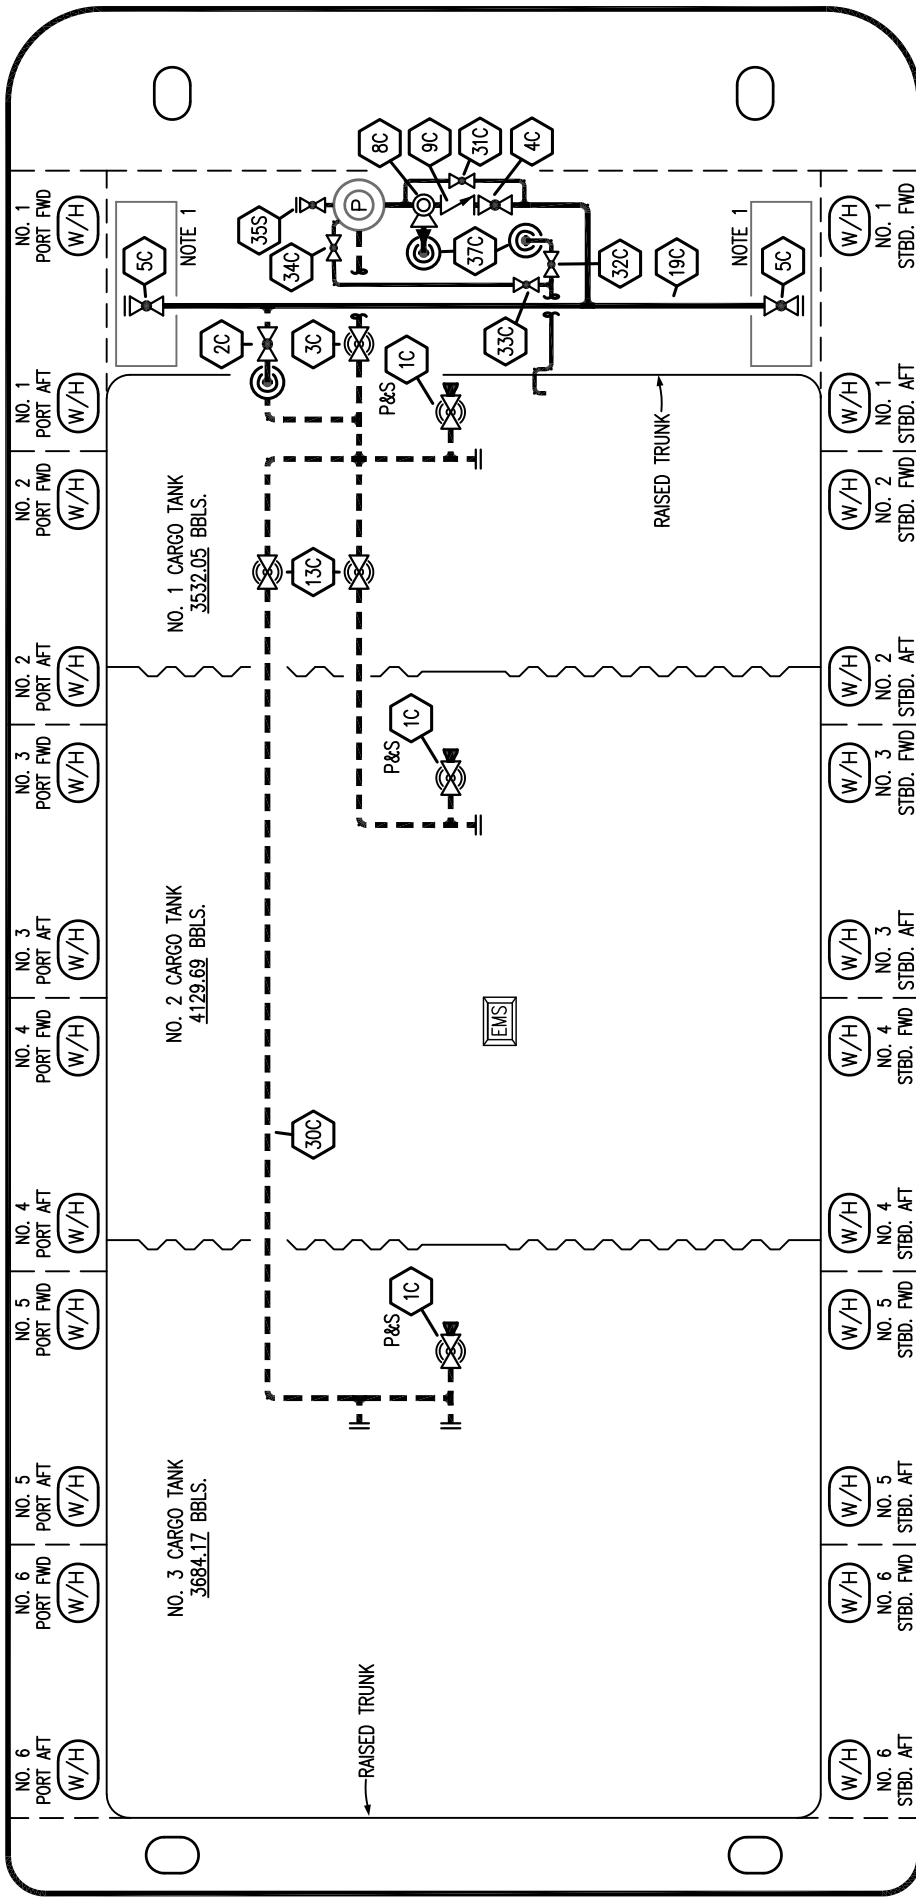 NO. 6
PORT AFT
W/H
NO. 6
PORT FWD
W/H
NO. 5
PORT AFT
W/H
NO. 5
PORT FWD
W/H
NO. 4
PORT AFT
W/H
NO. 4
PORT FWD
W/H
NO. 3
PORT AFT
W/H
NO. 3
PORT FWD
W/H
NO. 2
PORT AFT
W/H
NO. 2
PORT FWD
W/H
NO. 1
PORT AFT
W/H
NO. 1
PORT FWD
W/H
NO. 3 CARGO TANK
3684.17 BBLS.
NO. 2 CARGO TANK
4129.69 BBLS.
NO. 1 CARGO TANK
3532.05 BBLS.
5C
NOTE 1
2C
3C
35S
34C
P
8C
9C
31C
4C
37C
33C
32C
19C
NOTE 1
5C
13C
30C
P&S
1C
P&S
1C
P&S
1C
EMS
RAISED TRUNK
RAISED TRUNK
W/H
NO. 6
STBD. AFT
W/H
NO. 6
STBD. FWD
W/H
NO. 5
STBD. AFT
W/H
NO. 5
STBD. FWD
W/H
NO. 4
STBD. AFT
W/H
NO. 4
STBD. FWD
W/H
NO. 3
STBD. AFT
W/H
NO. 3
STBD. FWD
W/H
NO. 2
STBD. AFT
W/H
NO. 2
STBD. FWD
W/H
NO. 1
STBD. AFT
W/H
NO. 1
STBD. FWD